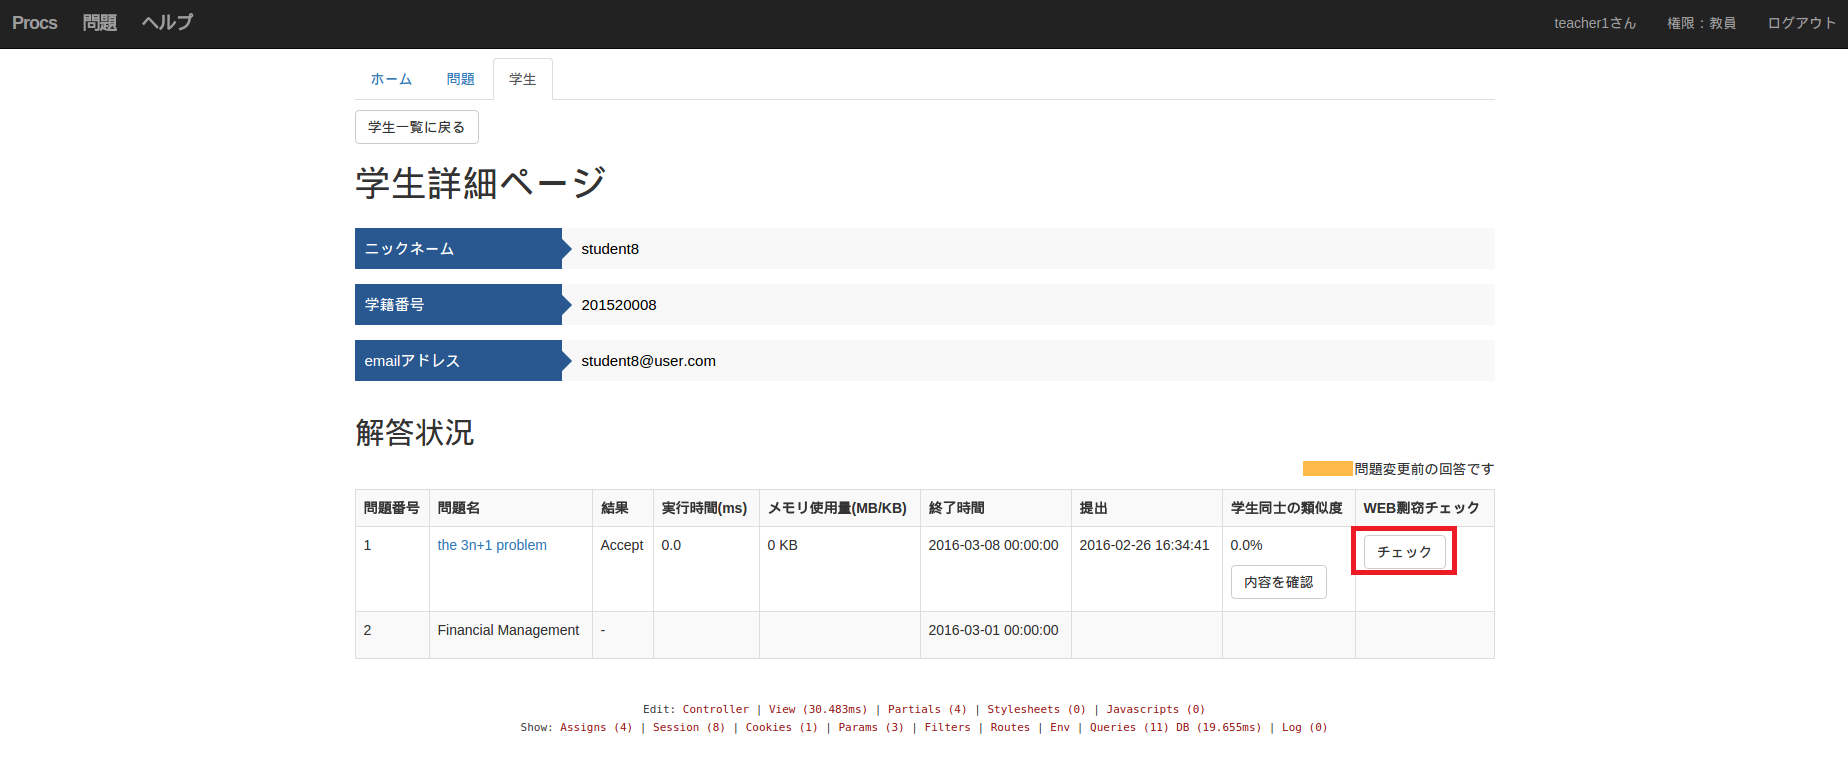 Procs 問題 ヘルプ teacher1さん 権限：教員 ログアウト
ホーム 問題 学生
学生一覧に戻る
学生詳細ページ
ニックネーム student8
学籍番号 201520008
emailアドレス student8@user.com
解答状況
問題変更前の回答です
問題番号 問題名 結果 実行時間(ms) メモリ使用量(MB/KB) 終了時間 提出 学生同士の類似度 WEB剽窃チェック
1 the 3n+1 problem Accept 0.0 0 KB 2016-03-08 00:00:00 2016-02-26 16:34:41 0.0% チェック
内容を確認
2 Financial Management - 2016-03-01 00:00:00
Edit: Controller | View (30.483ms) | Partials (4) | Stylesheets (0) | Javascripts (0)
Show: Assigns (4) | Session (8) | Cookies (1) | Params (3) | Filters | Routes | Env | Queries (11) DB (19.655ms) | Log (0)